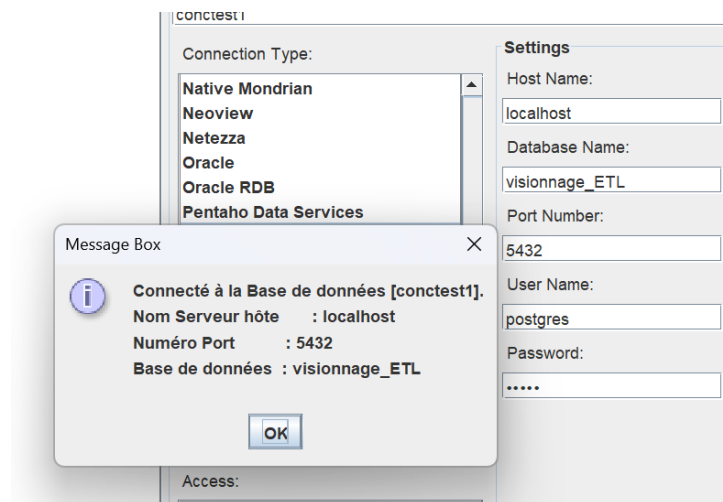 conctest1
Connection Type:
Native Mondrian
Neoview
Netezza
Oracle
Oracle RDB
Pentaho Data Services
Settings
Host Name:
localhost
Database Name:
visionnage_ETL
Port Number:
5432
User Name:
postgres
Password:
•••••
Message Box
Connecté à la Base de données [conctest1].
Nom Serveur hôte : localhost
Numéro Port : 5432
Base de données : visionnage_ETL
OK
Access: